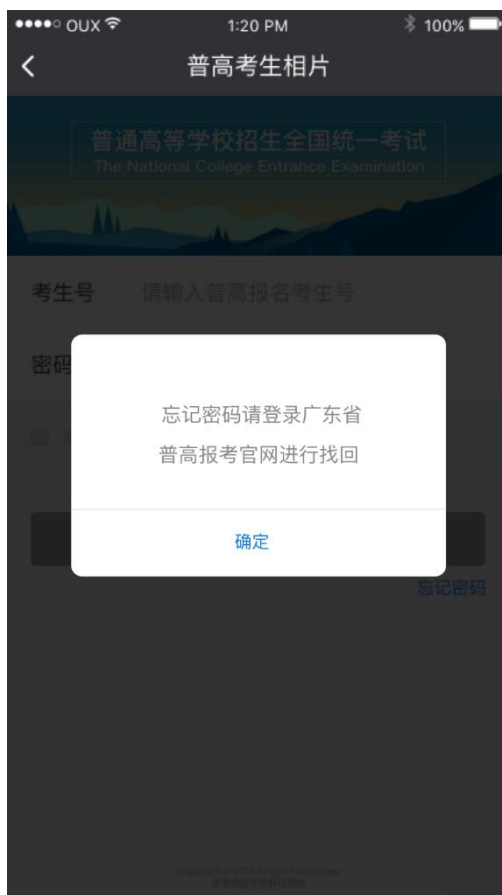 OUX
1:20 PM
100%
普高考生相片
普通高等学校招生全国统一考试
The National College Entrance Examination
考生号
请输入普高报名考生号
密码
忘记密码请登录广东省
普高报考官网进行找回
确定
忘记密码